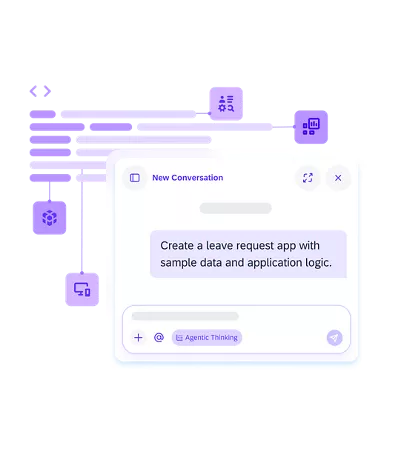 New Conversation
Create a leave request app with
sample data and application logic.
Agentic Thinking